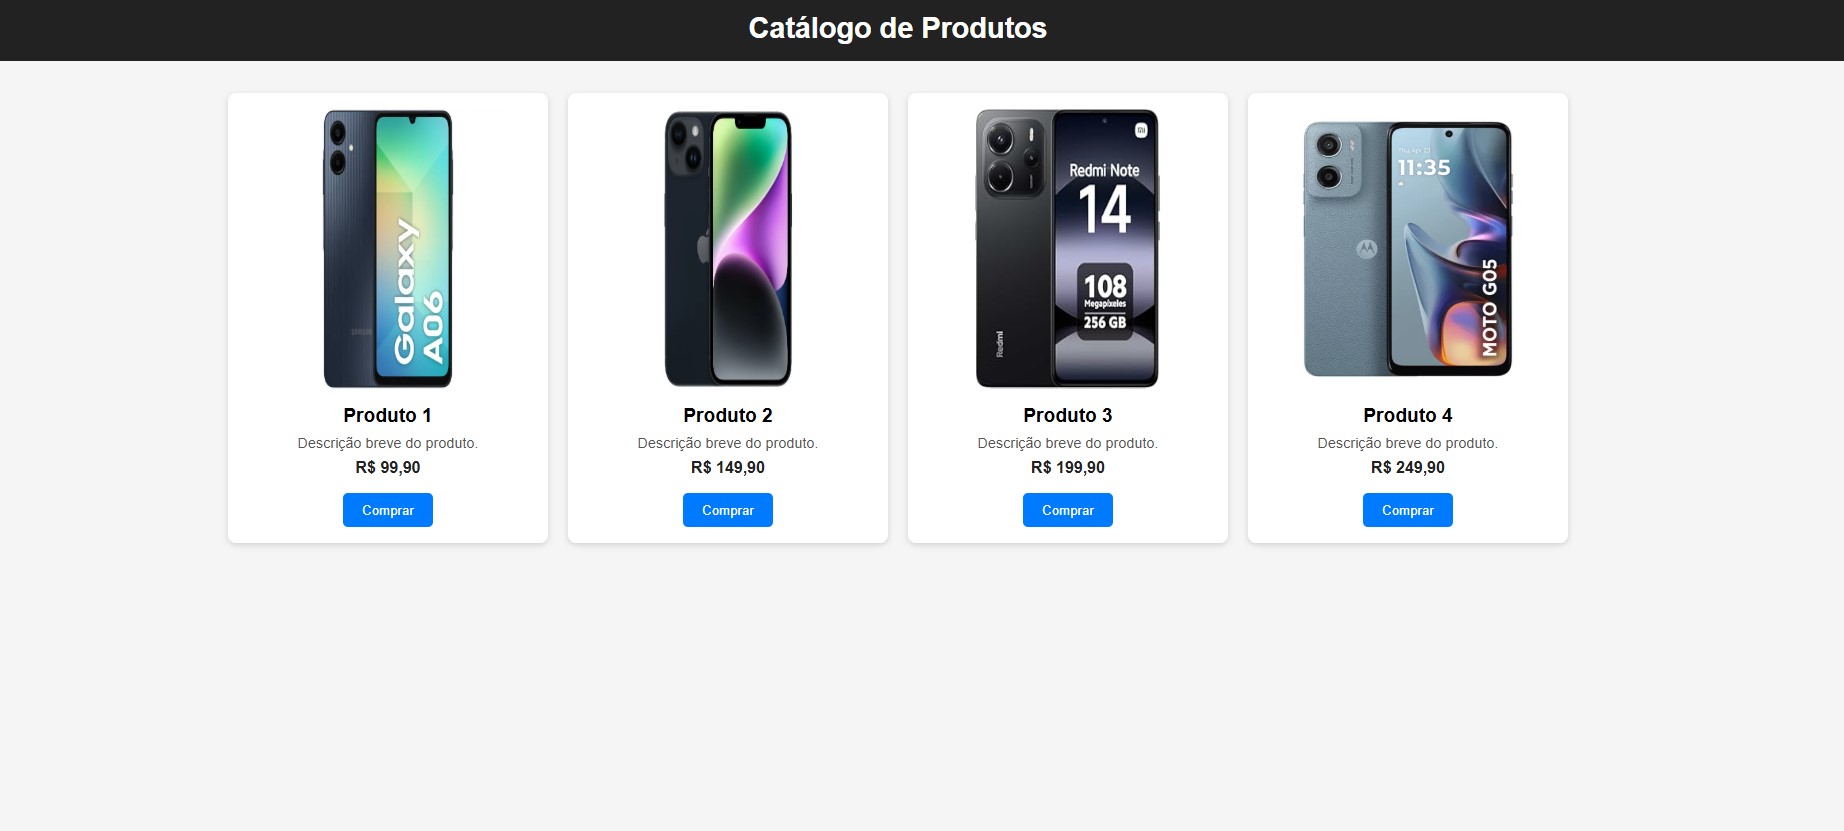 Catálogo de Produtos
Galaxy
A06
SAMSUNG
Redmi Note
14
108
Megapíxeles
256 GB
Redmi
11:35
MOTO G05
Produto 1
Descrição breve do produto.
R$ 99,90
Comprar
Produto 2
Descrição breve do produto.
R$ 149,90
Comprar
Produto 3
Descrição breve do produto.
R$ 199,90
Comprar
Produto 4
Descrição breve do produto.
R$ 249,90
Comprar